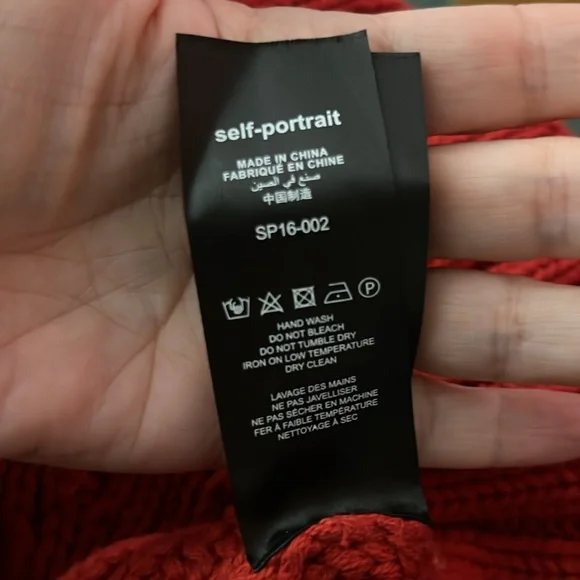 self-portrait
MADE IN CHINA
FABRIQUÉ EN CHINE
صنع في الصين
中国制造
SP16-002
P
HAND WASH
DO NOT BLEACH
DO NOT TUMBLE DRY
IRON ON LOW TEMPERATURE
DRY CLEAN
LAVAGE DES MAINS
NE PAS JAVELLISER
NE PAS SÉCHER EN MACHINE
FER À FAIBLE TEMPÉRATURE
NETTOYAGE À SEC